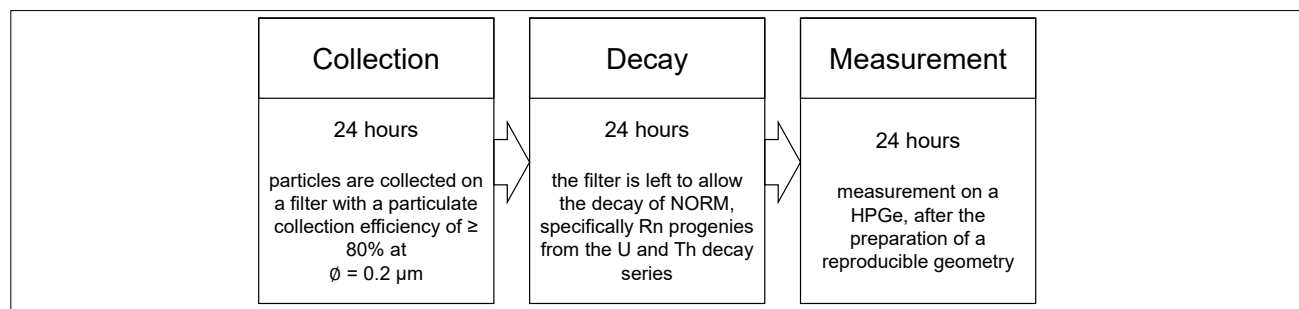 Collection
24 hours
particles are collected on
a filter with a particulate
collection efficiency of ≥
80% at
∅ = 0.2 µm
Decay
24 hours
the filter is left to allow
the decay of NORM,
specifically Rn progenies
from the U and Th decay
series
Measurement
24 hours
measurement on a
HPGe, after the
preparation of a
reproducible geometry